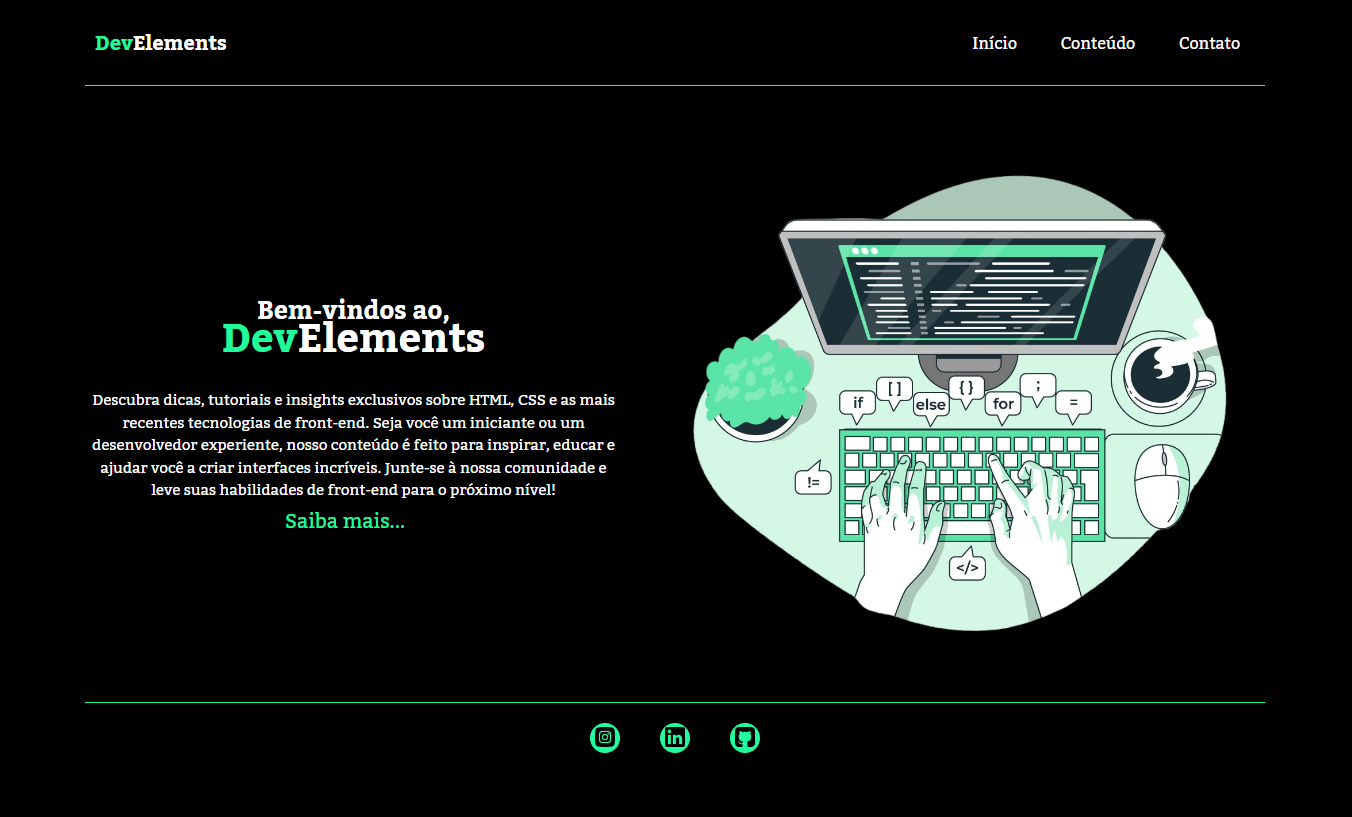 DevElements
Início Conteúdo Contato
Bem-vindos ao,
DevElements
Descubra dicas, tutoriais e insights exclusivos sobre HTML, CSS e as mais
recentes tecnologias de front-end. Seja você um iniciante ou um
desenvolvedor experiente, nosso conteúdo é feito para inspirar, educar e
ajudar você a criar interfaces incríveis. Junte-se à nossa comunidade e
leve suas habilidades de front-end para o próximo nível!
Saiba mais...
if [ ] else { } for ; =
!=
</>
in